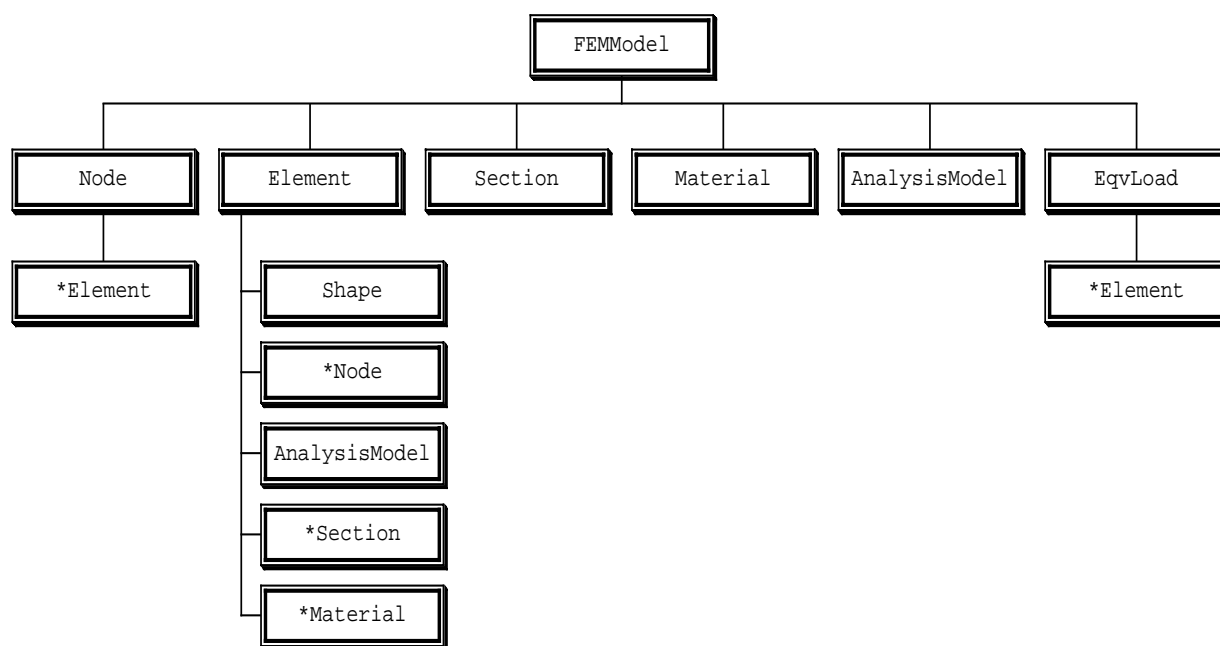 FEMModel
Node
Element
Section
Material
AnalysisModel
EqvLoad
*Element
Shape
*Element
*Node
AnalysisModel
*Section
*Material